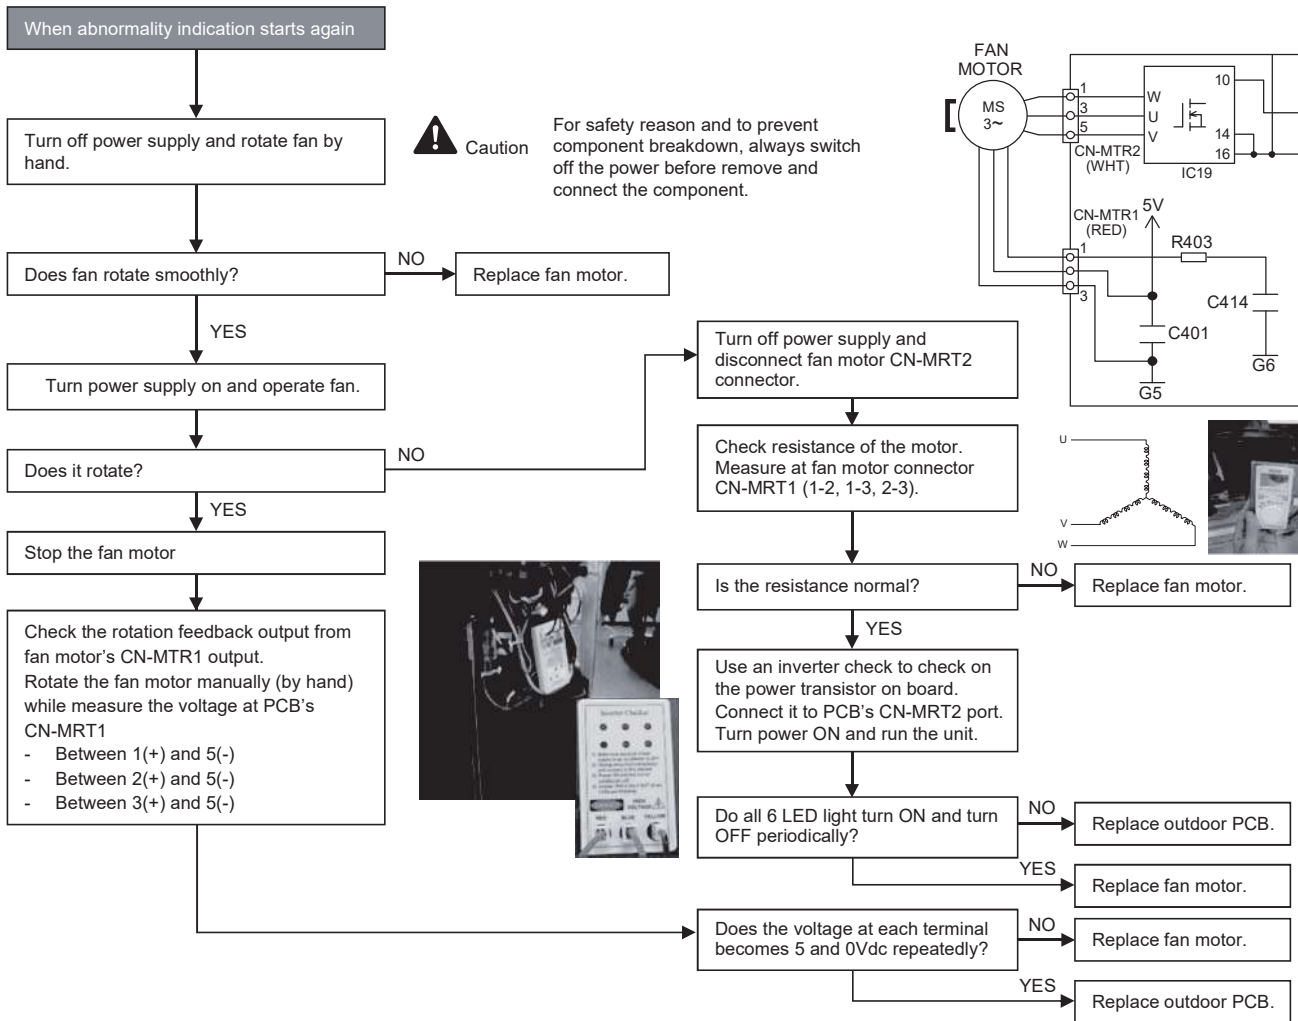 When abnormality indication starts again
Turn off power supply and rotate fan by
hand.
Caution
For safety reason and to prevent
component breakdown, always switch
off the power before remove and
connect the component.
FAN
MOTOR
MS
3~
1
3
5
W
U
V
10
14
16
CN-MTR2
(WHT)
IC19
CN-MTR1
(RED)
5V
1
3
R403
C414
C401
G6
G5
Does fan rotate smoothly?
NO
Replace fan motor.
YES
Turn power supply on and operate fan.
Does it rotate?
NO
YES
Stop the fan motor
Check the rotation feedback output from
fan motor's CN-MTR1 output.
Rotate the fan motor manually (by hand)
while measure the voltage at PCB's
CN-MRT1
- Between 1(+) and 5(-)
- Between 2(+) and 5(-)
- Between 3(+) and 5(-)
Turn off power supply and
disconnect fan motor CN-MRT2
connector.
Check resistance of the motor.
Measure at fan motor connector
CN-MRT1 (1-2, 1-3, 2-3).
U
V
W
Is the resistance normal?
NO
Replace fan motor.
YES
Use an inverter check to check on
the power transistor on board.
Connect it to PCB's CN-MRT2 port.
Turn power ON and run the unit.
Inverter Checker
HIGH
VOLTAGE
RED BLUE YELLOW
Do all 6 LED light turn ON and turn
OFF periodically?
NO
Replace outdoor PCB.
YES
Replace fan motor.
Does the voltage at each terminal
becomes 5 and 0Vdc repeatedly?
NO
Replace fan motor.
YES
Replace outdoor PCB.